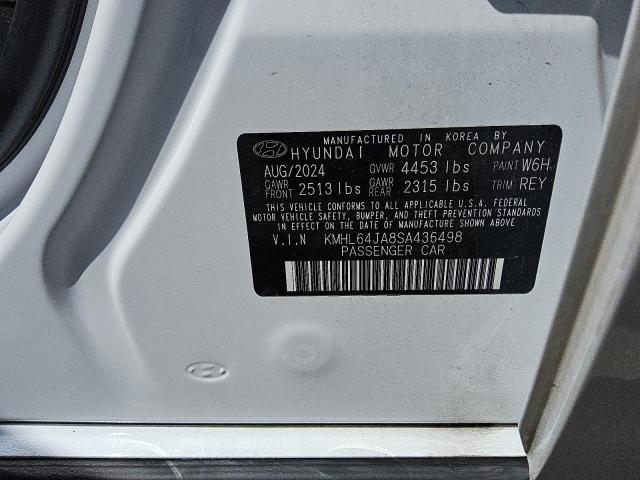 MANUFACTURED IN KOREA BY
HYUNDAI MOTOR COMPANY
AUG/2024 GVWR 4453 lbs PAINT W6H
GAWR FRONT 2513 lbs GAWR REAR 2315 lbs TRIM REY
THIS VEHICLE CONFORMS TO ALL APPLICABLE U.S.A. FEDERAL
MOTOR VEHICLE SAFETY, BUMPER, AND THEFT PREVENTION STANDARDS
IN EFFECT ON THE DATE OF MANUFACTURE SHOWN ABOVE
V.I.N KMHL64JA8SA436498
PASSENGER CAR